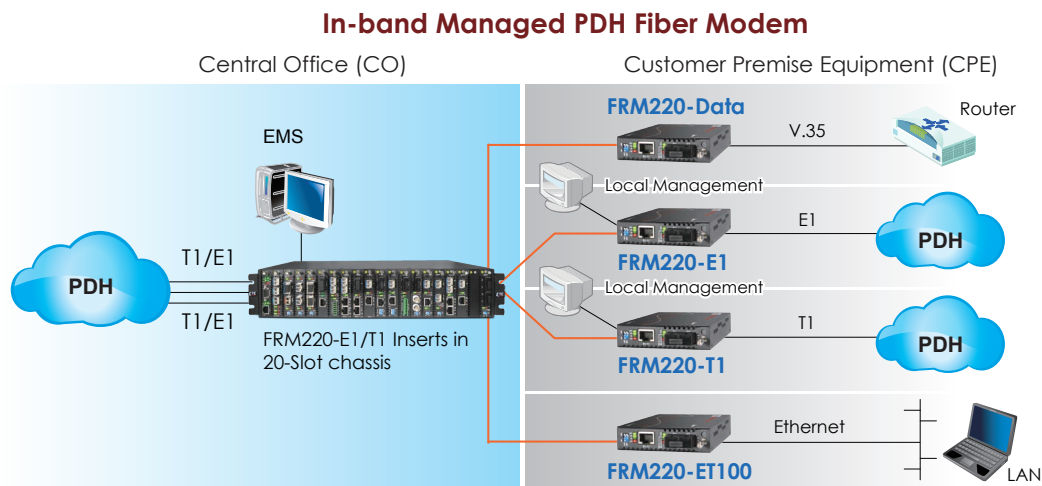 In-band Managed PDH Fiber Modem
Central Office (CO)
Customer Premise Equipment (CPE)
EMS
PDH
T1/E1
T1/E1
FRM220-E1/T1 Inserts in
20-Slot chassis
FRM220-Data
V.35
Router
Local Management
FRM220-E1
E1
PDH
Local Management
FRM220-T1
T1
PDH
FRM220-ET100
Ethernet
LAN